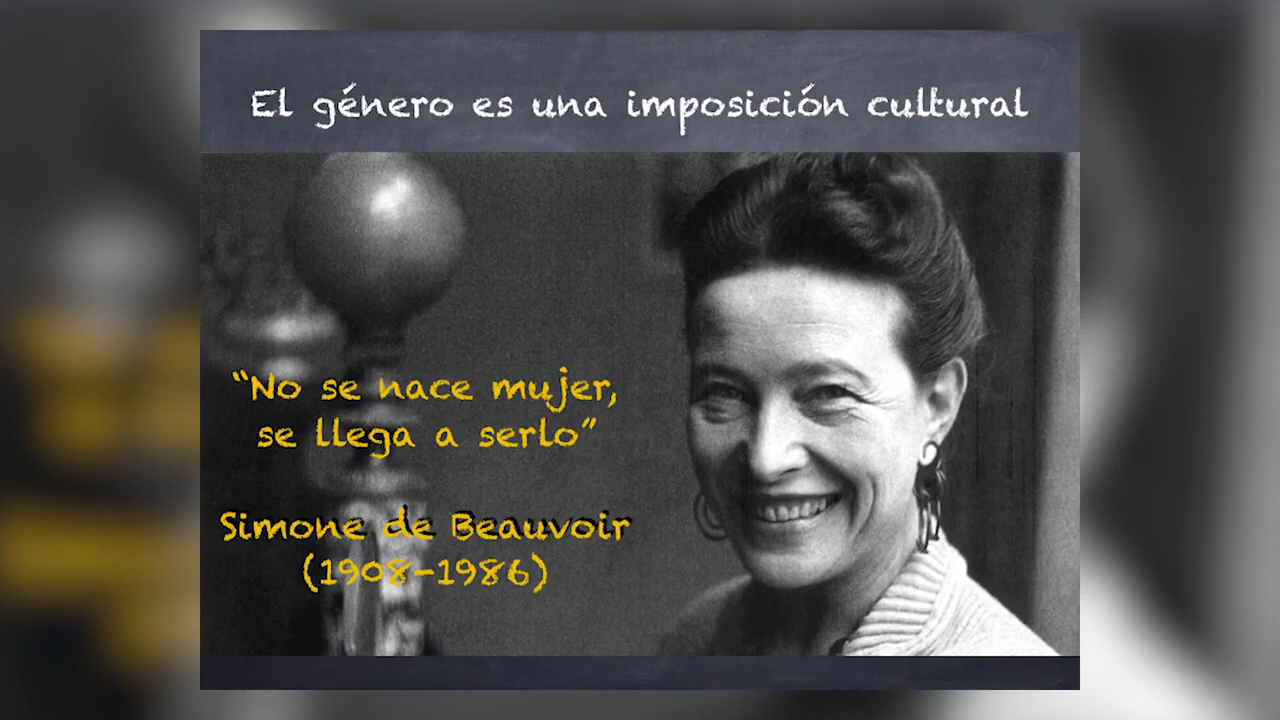 El género es una imposición cultural
“No se nace mujer,
se llega a serlo”
Simone de Beauvoir
(1908-1986)